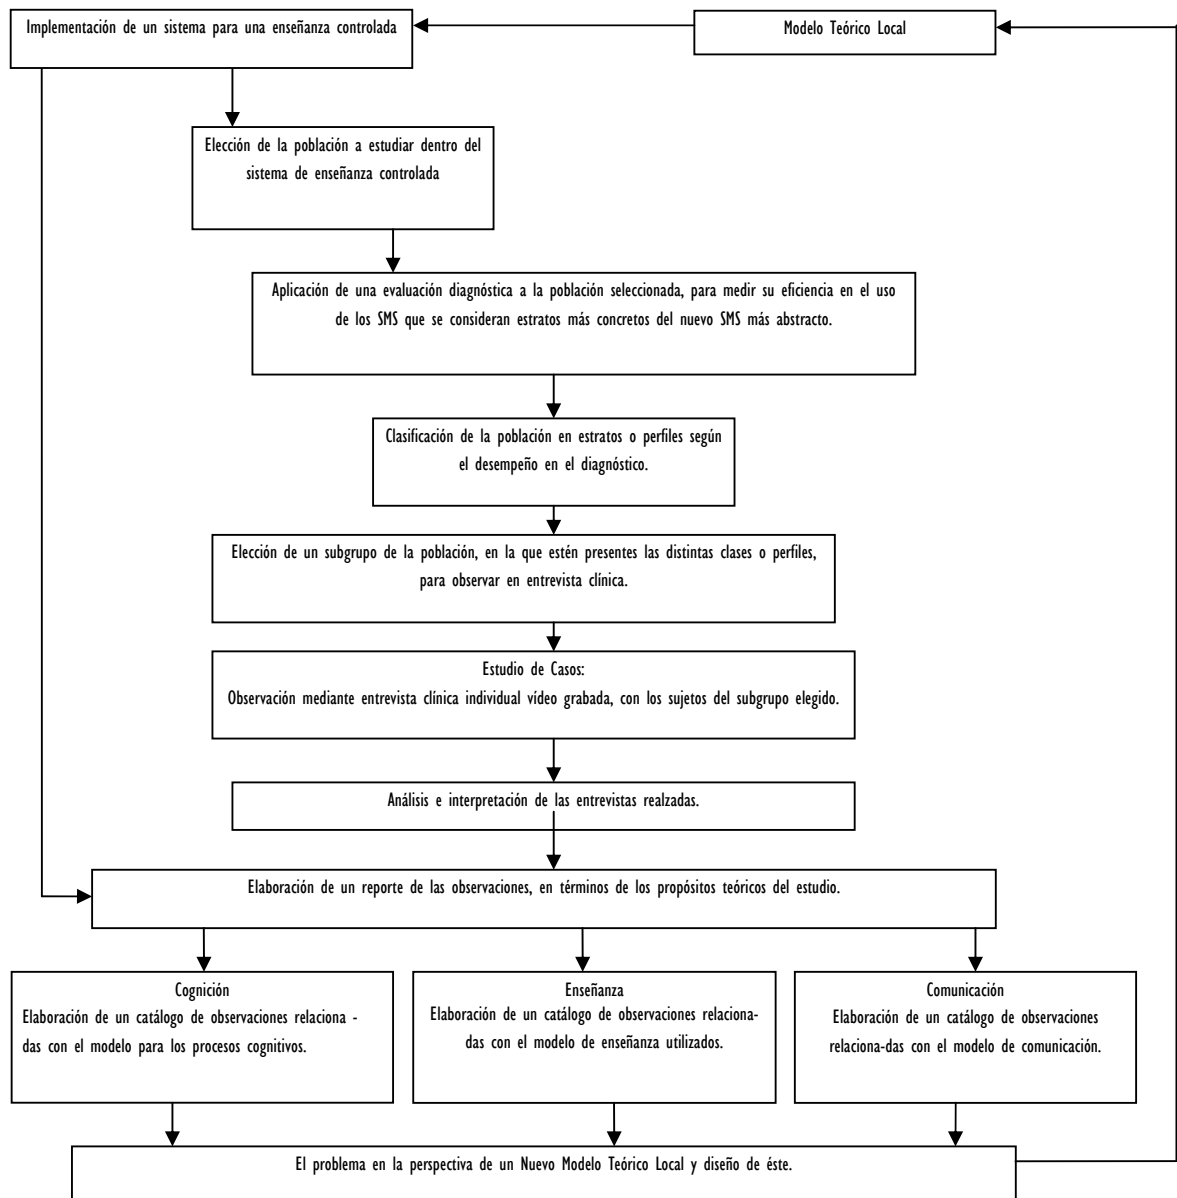 Implementación de un sistema para una enseñanza controlada
Modelo Teórico Local
Elección de la población a estudiar dentro del
sistema de enseñanza controlada
Aplicación de una evaluación diagnóstica a la población seleccionada, para medir su eficiencia en el uso
de los SMS que se consideran estratos más concretos del nuevo SMS más abstracto.
Clasificación de la población en estratos o perfiles según
el desempeño en el diagnóstico.
Elección de un subgrupo de la población, en la que estén presentes las distintas clases o perfiles,
para observar en entrevista clínica.
Estudio de Casos:
Observación mediante entrevista clínica individual vídeo grabada, con los sujetos del subgrupo elegido.
Análisis e interpretación de las entrevistas realzadas.
Elaboración de un reporte de las observaciones, en términos de los propósitos teóricos del estudio.
Cognición
Elaboración de un catálogo de observaciones relaciona -
das con el modelo para los procesos cognitivos.
Enseñanza
Elaboración de un catálogo de observaciones relaciona-
das con el modelo de enseñanza utilizados.
Comunicación
Elaboración de un catálogo de observaciones
relaciona-das con el modelo de comunicación.
El problema en la perspectiva de un Nuevo Modelo Teórico Local y diseño de éste.